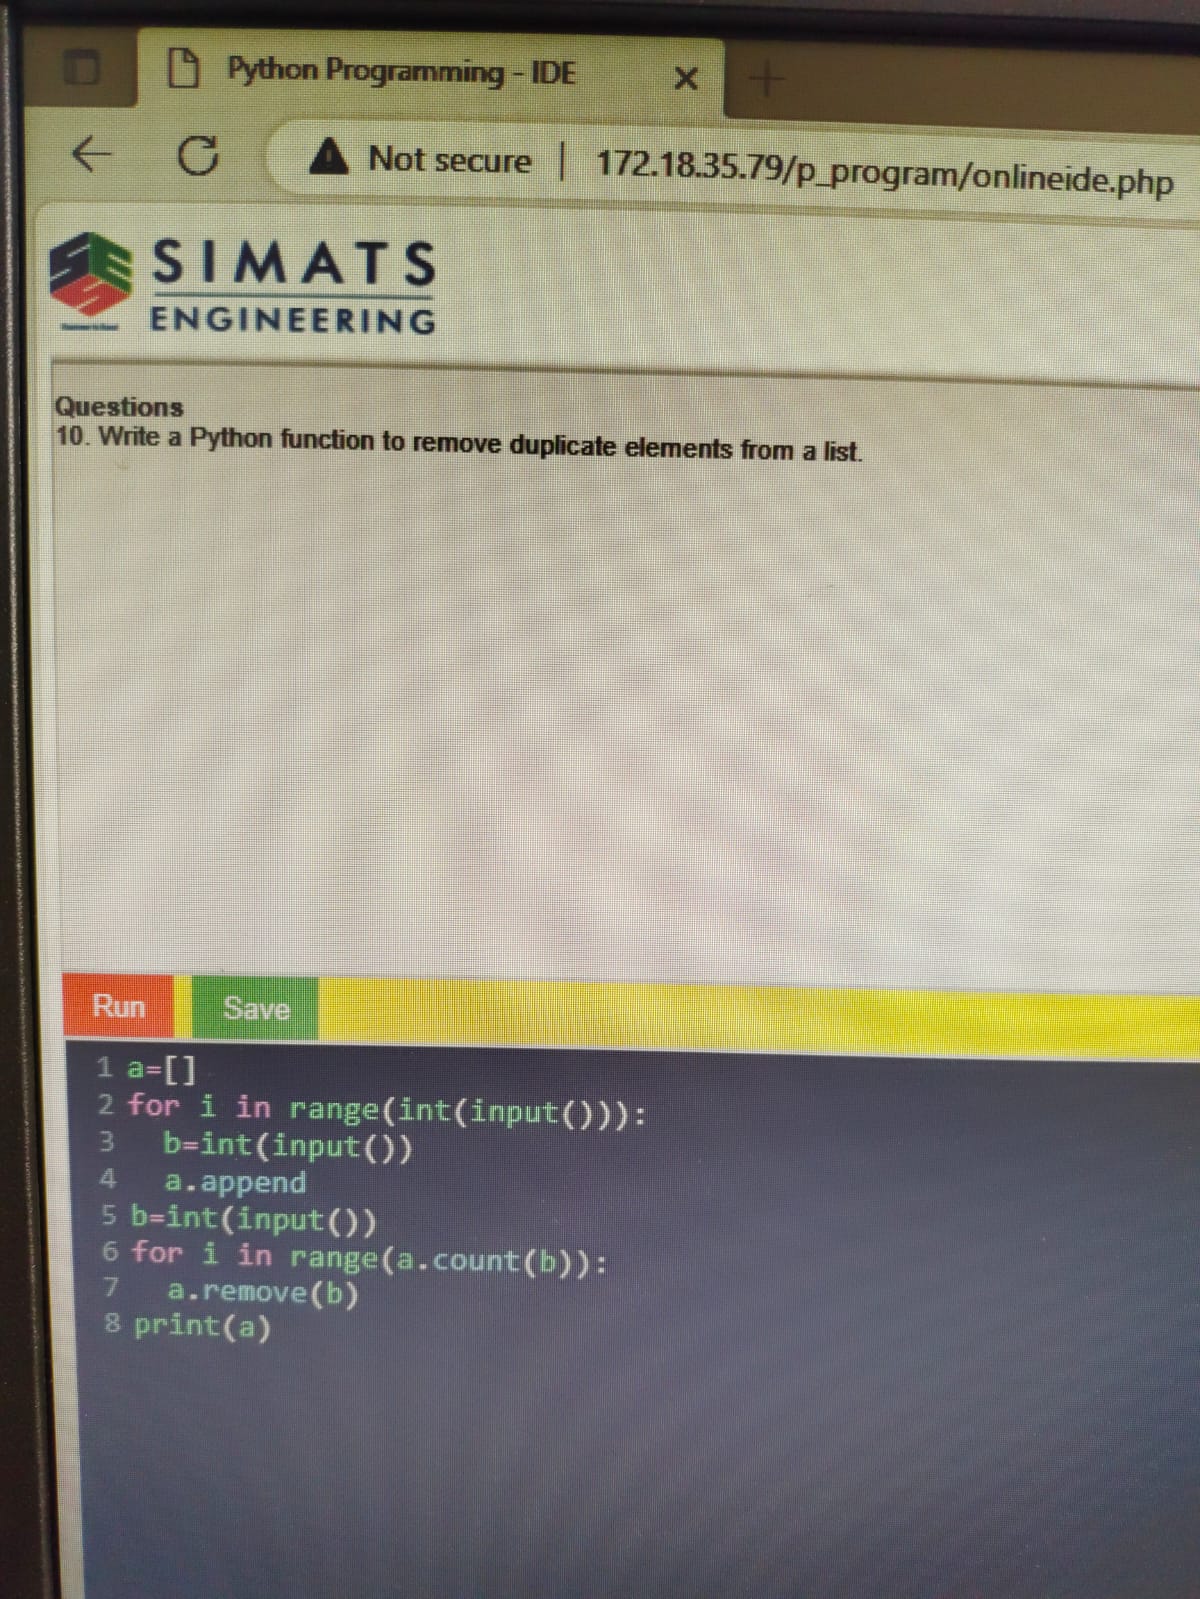 Python Programming - IDE
Not secure | 172.18.35.79/p_program/onlineide.php
SIMATS
ENGINEERING
Questions
10. Write a Python function to remove duplicate elements from a list.
Run Save
1 a=[]
2 for i in range(int(input())):
3 b=int(input())
4 a.append
5 b=int(input())
6 for i in range(a.count(b)):
7 a.remove(b)
8 print(a)